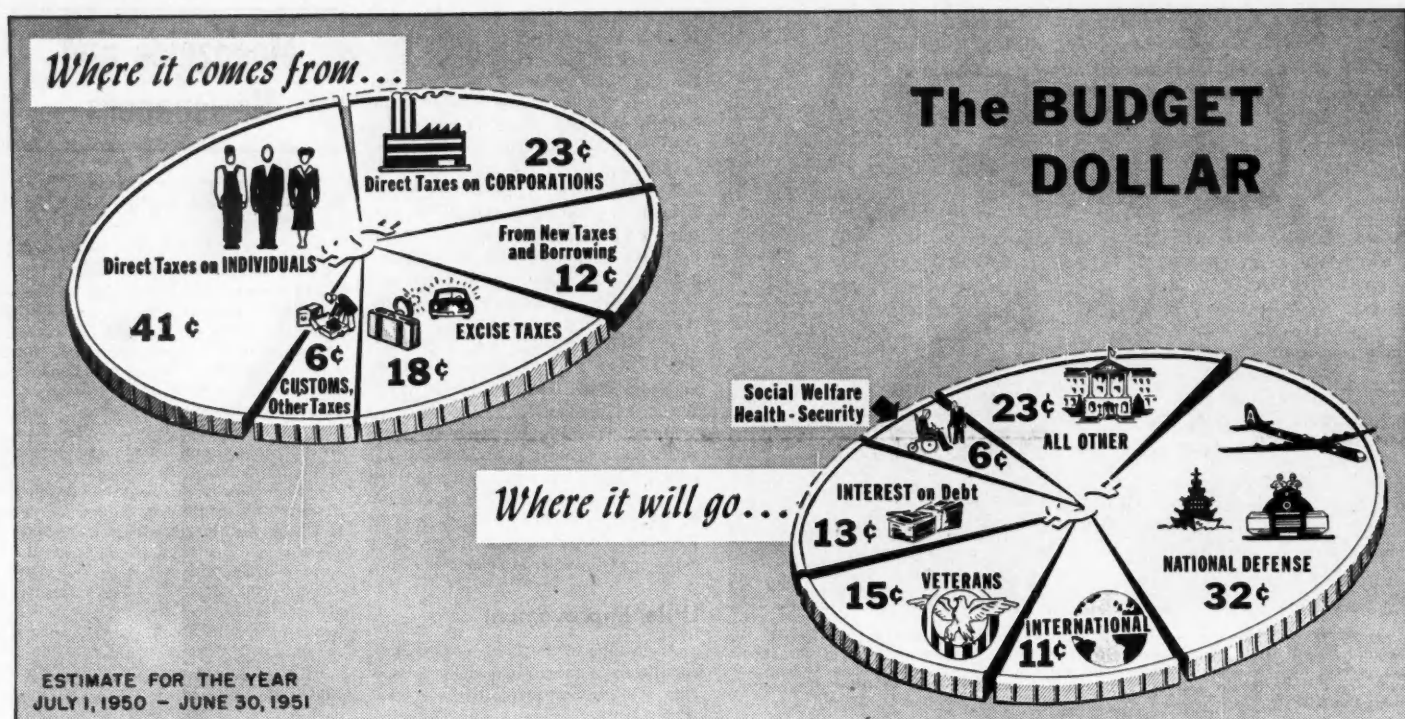 Where it comes from...
The BUDGET
DOLLAR
23¢
Direct Taxes on CORPORATIONS
From New Taxes
and Borrowing
12¢
Direct Taxes on INDIVIDUALS
41¢
EXCISE TAXES
18¢
6¢
CUSTOMS,
Other Taxes
Where it will go...
Social Welfare
Health - Security
6¢
23¢
ALL OTHER
INTEREST on Debt
13¢
NATIONAL DEFENSE
32¢
VETERANS
15¢
INTERNATIONAL
11¢
ESTIMATE FOR THE YEAR
JULY 1, 1950 - JUNE 30, 1951